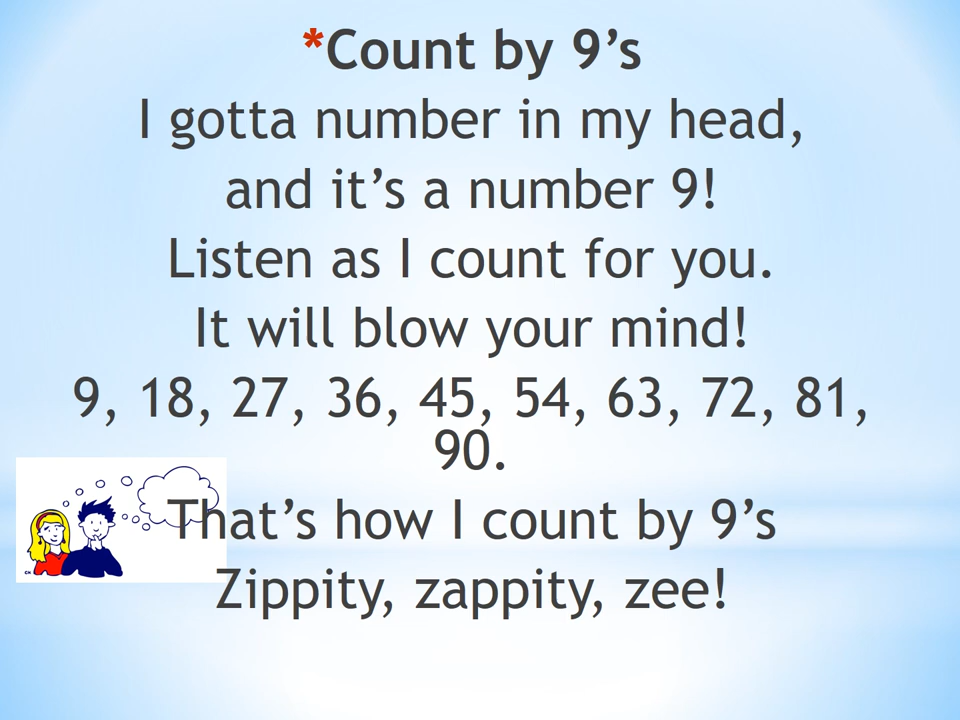 *Count by 9’s
I gotta number in my head,
and it’s a number 9!
Listen as I count for you.
It will blow your mind!
9, 18, 27, 36, 45, 54, 63, 72, 81,
90.
That’s how I count by 9’s
Zippity, zappity, zee!